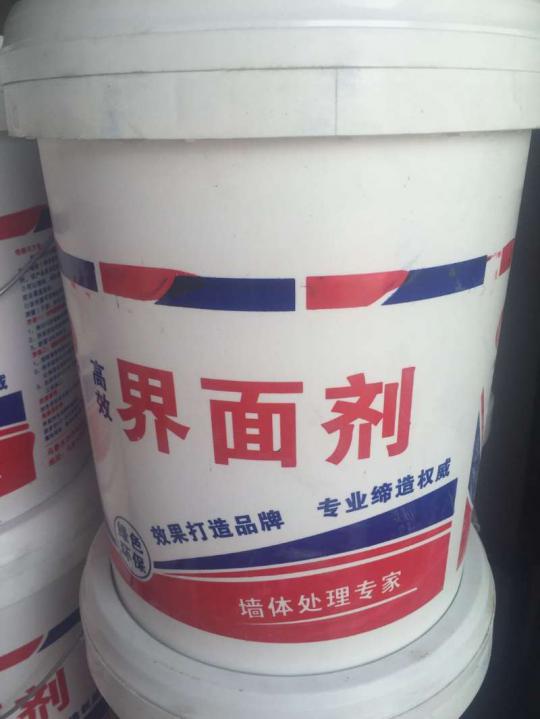 高效
界面剂
效果打造品牌 专业缔造权威
绿色
环保
墙体处理专家